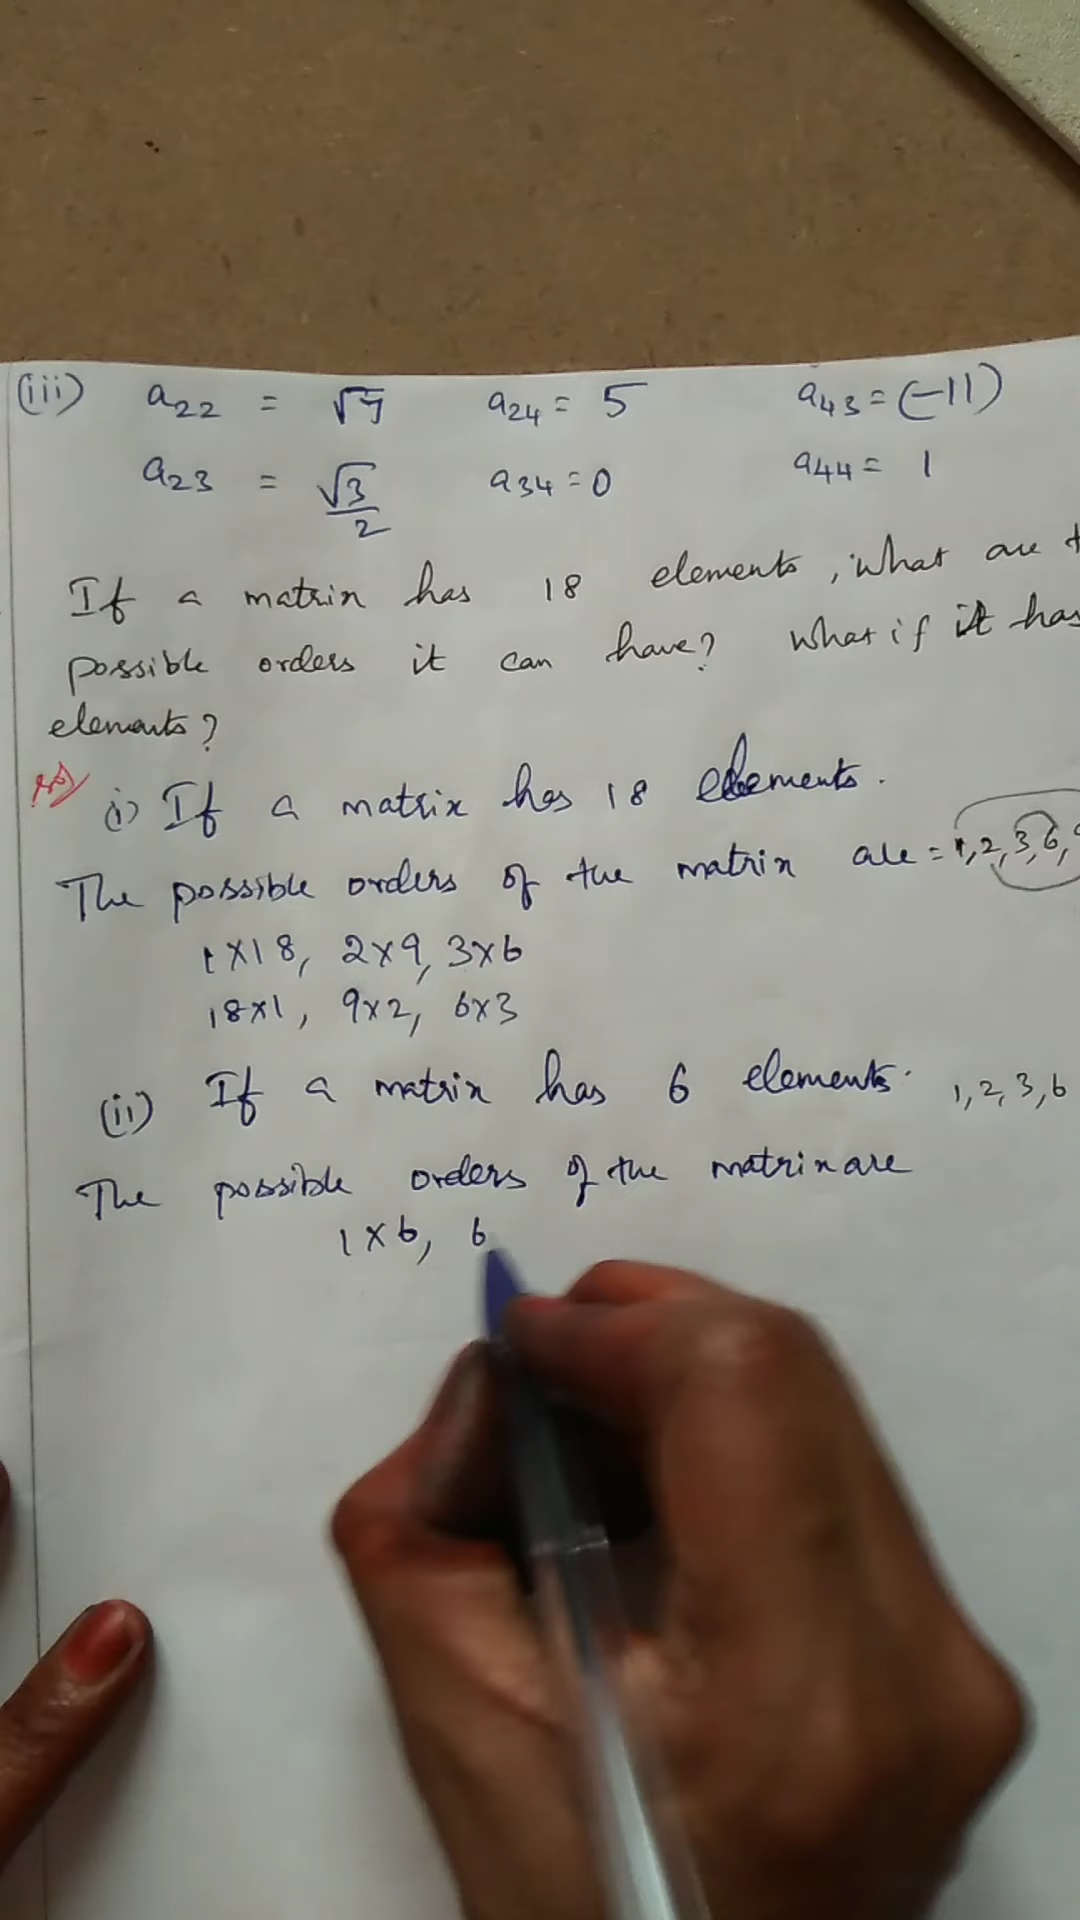 (iii) a22 = √7 a24 = 5 a43 = (-11)
a23 = √3/2 a34 = 0 a44 = 1
If a matrix has 18 elements, what are
possible orders it can have? What if it has
elements?
(i) If a matrix has 18 elements.
The possible orders of the matrix are = 1, 2, 3, 6,
1×18, 2×9, 3×6
18×1, 9×2, 6×3
(ii) If a matrix has 6 elements. 1, 2, 3, 6
The possible orders of the matrix are
1×6, 6